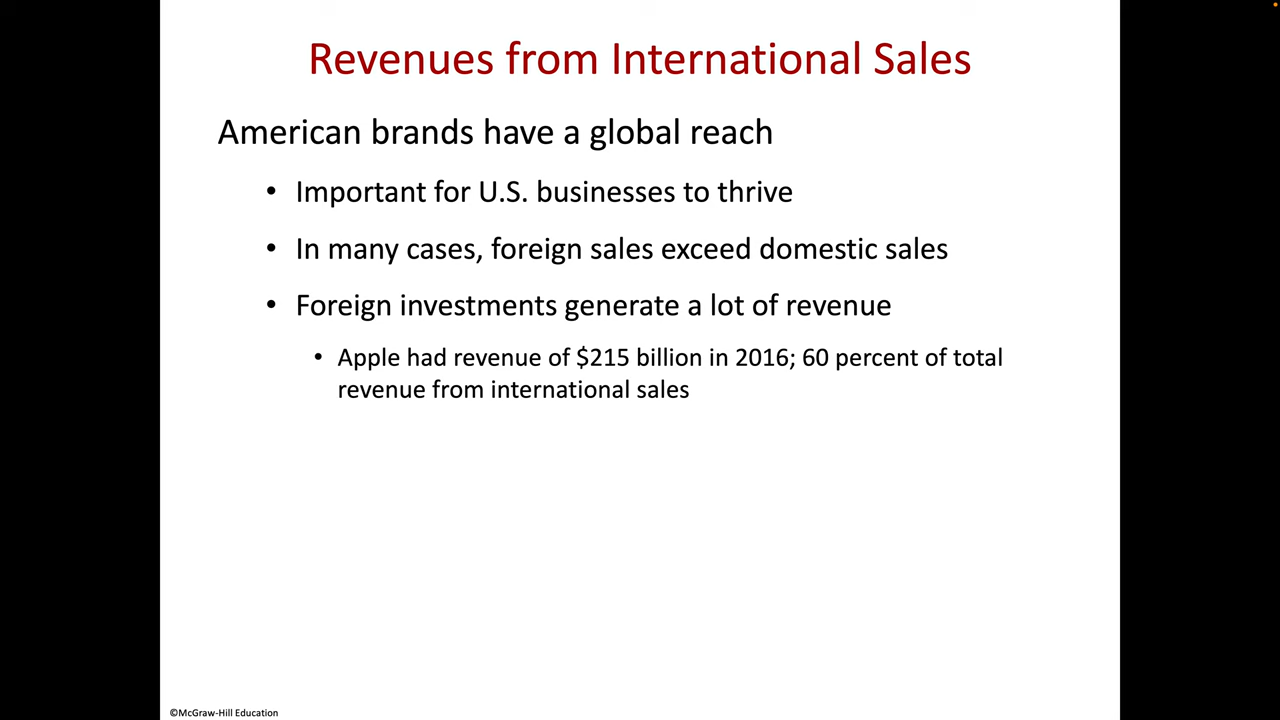 Revenues from International Sales
American brands have a global reach
• Important for U.S. businesses to thrive
• In many cases, foreign sales exceed domestic sales
• Foreign investments generate a lot of revenue
• Apple had revenue of $215 billion in 2016; 60 percent of total
revenue from international sales
©McGraw-Hill Education